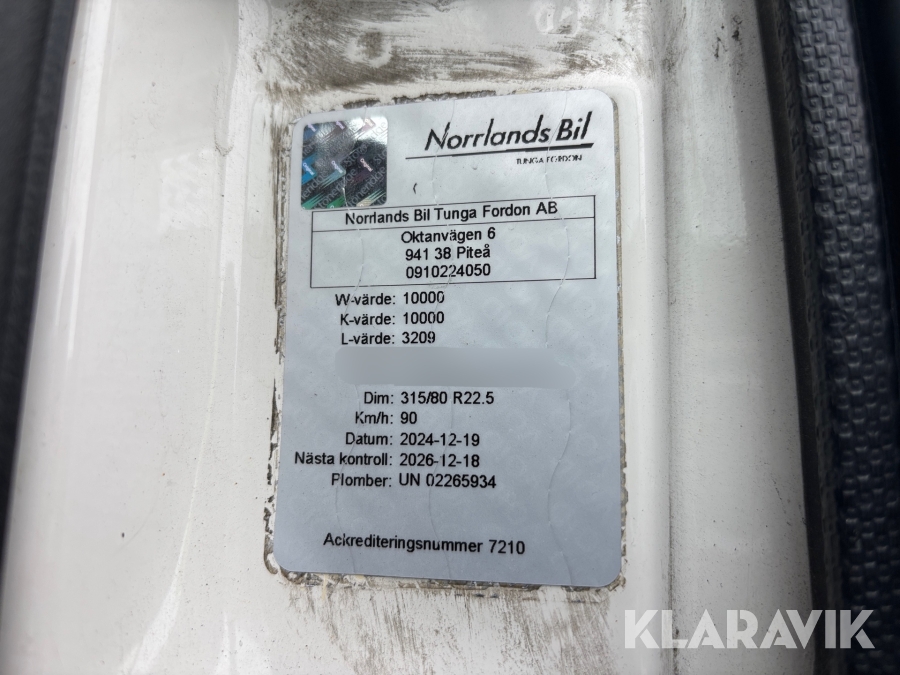 Norrlands Bil
TUNGA FORDON
Norrlands Bil Tunga Fordon AB
Oktanvägen 6
941 38 Piteå
0910224050
W-värde: 10000
K-värde: 10000
L-värde: 3209
Dim: 315/80 R22.5
Km/h: 90
Datum: 2024-12-19
Nästa kontroll: 2026-12-18
Plomber: UN 02265934
Ackrediteringsnummer 7210
KLARAVIK